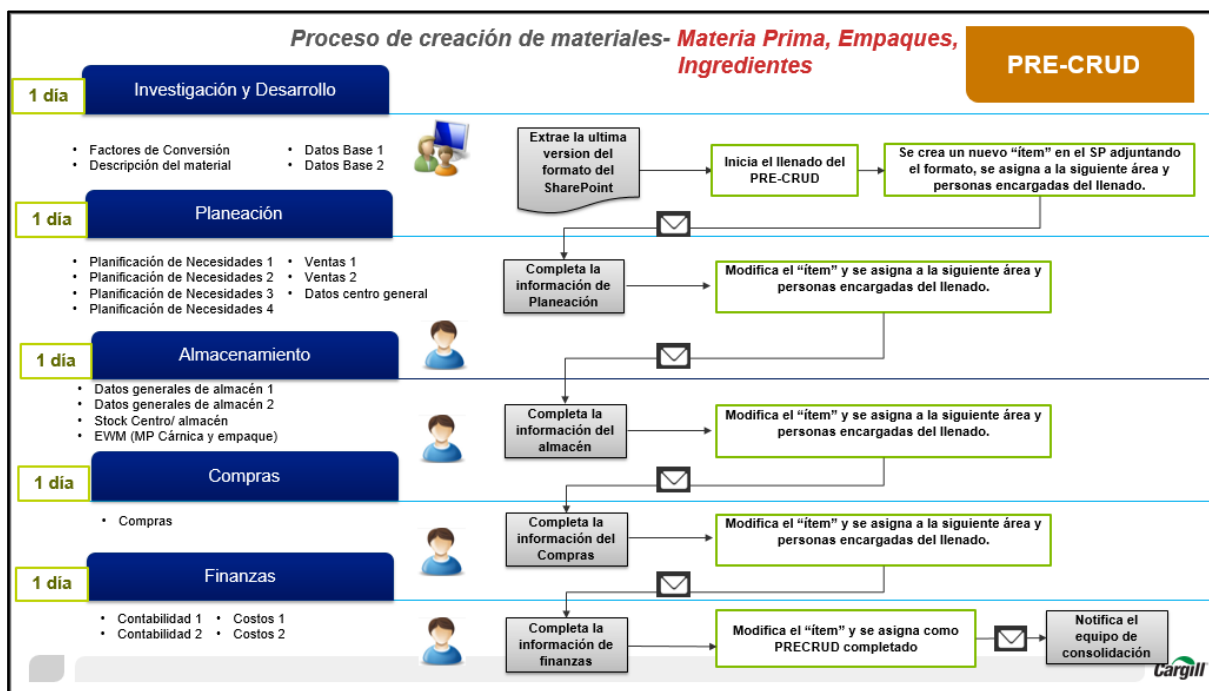 Proceso de creación de materiales- Materia Prima, Empaques,
Ingredientes
PRE-CRUD
1 día
Investigación y Desarrollo
• Factores de Conversión
• Descripción del material
• Datos Base 1
• Datos Base 2
Extrae la ultima
version del
formato del
SharePoint
Inicia el llenado del
PRE-CRUD
Se crea un nuevo “ítem” en el SP adjuntando
el formato, se asigna a la siguiente área y
personas encargadas del llenado.
1 día
Planeación
• Planificación de Necesidades 1
• Planificación de Necesidades 2
• Planificación de Necesidades 3
• Planificación de Necesidades 4
• Ventas 1
• Ventas 2
• Datos centro general
Completa la
información de
Planeación
Modifica el “ítem” y se asigna a la siguiente área y
personas encargadas del llenado.
1 día
Almacenamiento
• Datos generales de almacén 1
• Datos generales de almacén 2
• Stock Centro/ almacén
• EWM (MP Cárnica y empaque)
Completa la
información del
almacén
Modifica el “ítem” y se asigna a la siguiente área y
personas encargadas del llenado.
1 día
Compras
• Compras
Completa la
información del
Compras
Modifica el “ítem” y se asigna a la siguiente área y
personas encargadas del llenado.
1 día
Finanzas
• Contabilidad 1
• Contabilidad 2
• Costos 1
• Costos 2
Completa la
información de
finanzas
Modifica el “ítem” y se asigna como
PRECRUD completado
Notifica el
equipo de
consolidación
Cargill